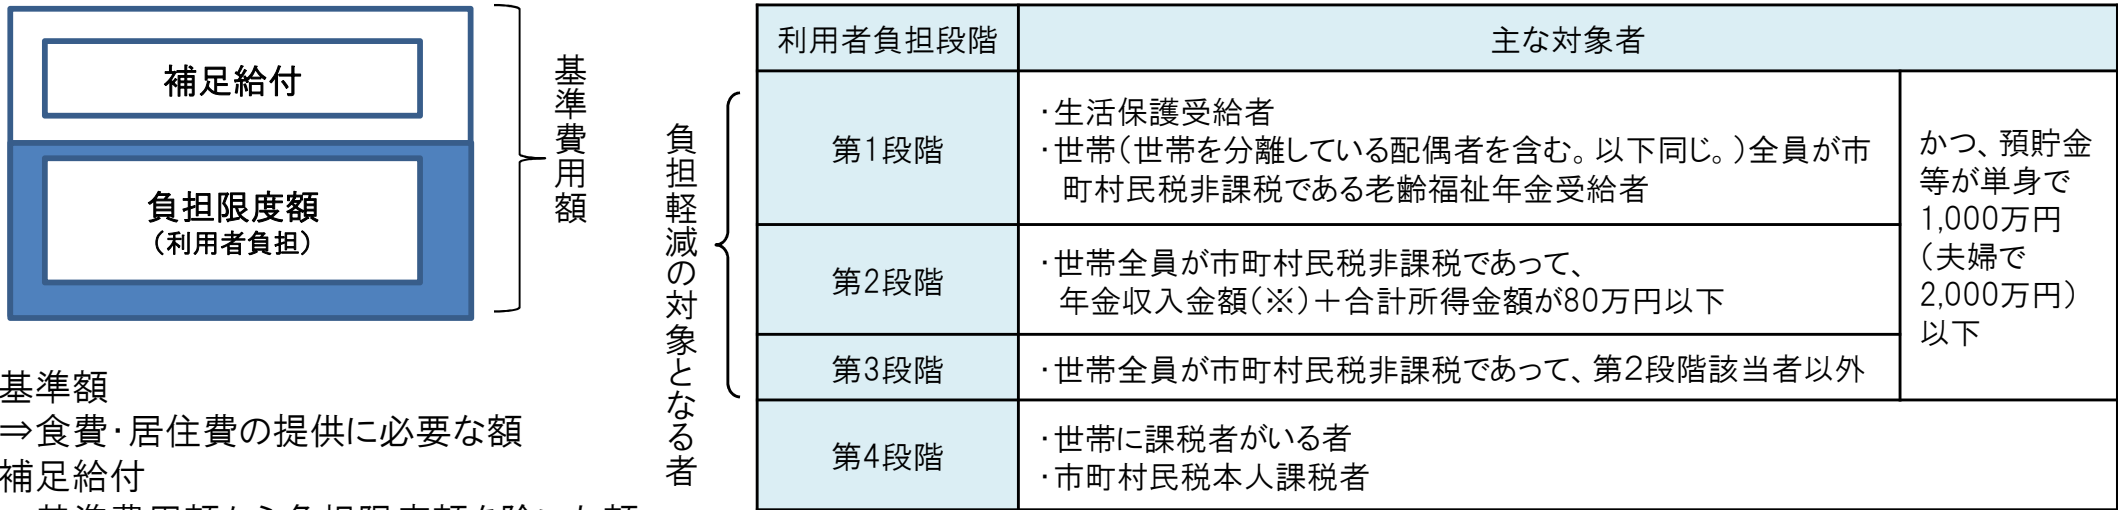 補足給付
負担限度額
（利用者負担）
基準費用額
基準額
⇒食費・居住費の提供に必要な額
補足給付
負担軽減の対象となる者
利用者負担段階
主な対象者
第1段階
・生活保護受給者
・世帯（世帯を分離している配偶者を含む。以下同じ。）全員が市
町村民税非課税である老齢福祉年金受給者
かつ、預貯金
等が単身で
1,000万円
（夫婦で
2,000万円）
以下
第2段階
・世帯全員が市町村民税非課税であって、
年金収入金額（※）＋合計所得金額が80万円以下
第3段階
・世帯全員が市町村民税非課税であって、第2段階該当者以外
第4段階
・世帯に課税者がいる者
・市町村民税本人課税者